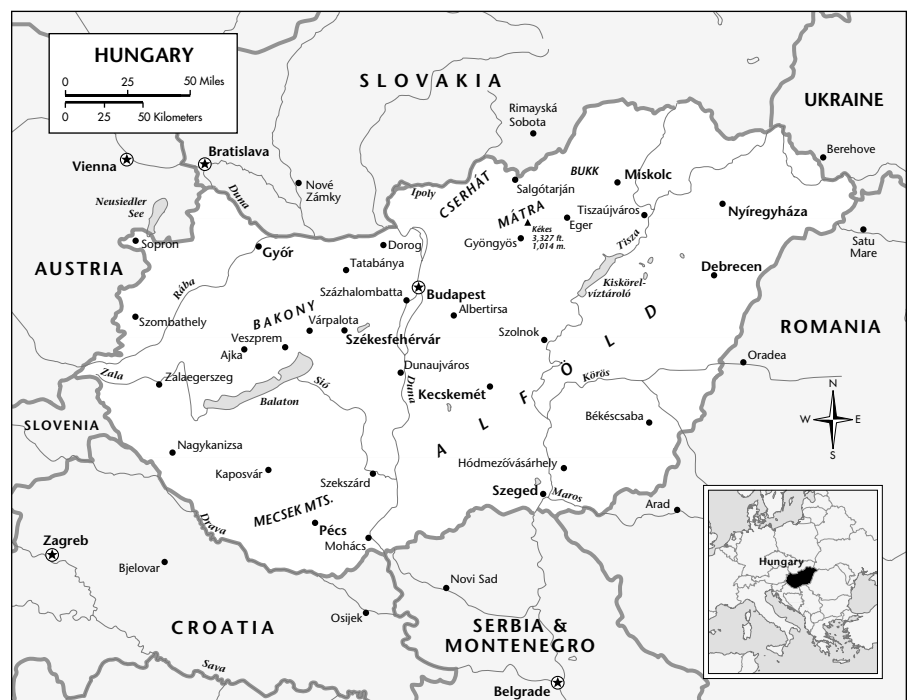 HUNGARY
0 25 50 Miles
0 25 50 Kilometers
SLOVAKIA
UKRAINE
Rimayská
Sobota
Berehove
Vienna
Bratislava
Nové
Zámky
Duna
Ipoly
CSERHÁT
Salgótarján
BUKK
Miskolc
Neusiedler
See
MÁTRA
Kékes
3,327 ft.
1,014 m.
Eger
Tiszaújváros
Nyíregyháza
Gyöngyös
Tisza
Satu
Mare
Sopron
Győr
Dorog
Tatabánya
AUSTRIA
Rába
Százhalombatta
Budapest
Kiskörel-
víztároló
Debrecen
Szombathely
BAKONY
Várpalota
Veszprem
Ajka
Székesfehérvár
Albertirsa
Szolnok
ROMANIA
Oradea
Zala
Zalaegerszeg
Balaton
Sió
Dunaujváros
Duna
Kecskemét
Körös
ALFÖLD
N
W E
S
SLOVENIA
Nagykanizsa
Békéscsaba
Kaposvár
Szekszárd
Hódmezővásárhely
Szeged
Maros
Arad
MECSEK MTS.
Pécs
Mohács
Drava
Zagreb
Bjelovar
Novi Sad
Osijek
CROATIA
SERBIA &
MONTENEGRO
Sava
Belgrade
Hungary